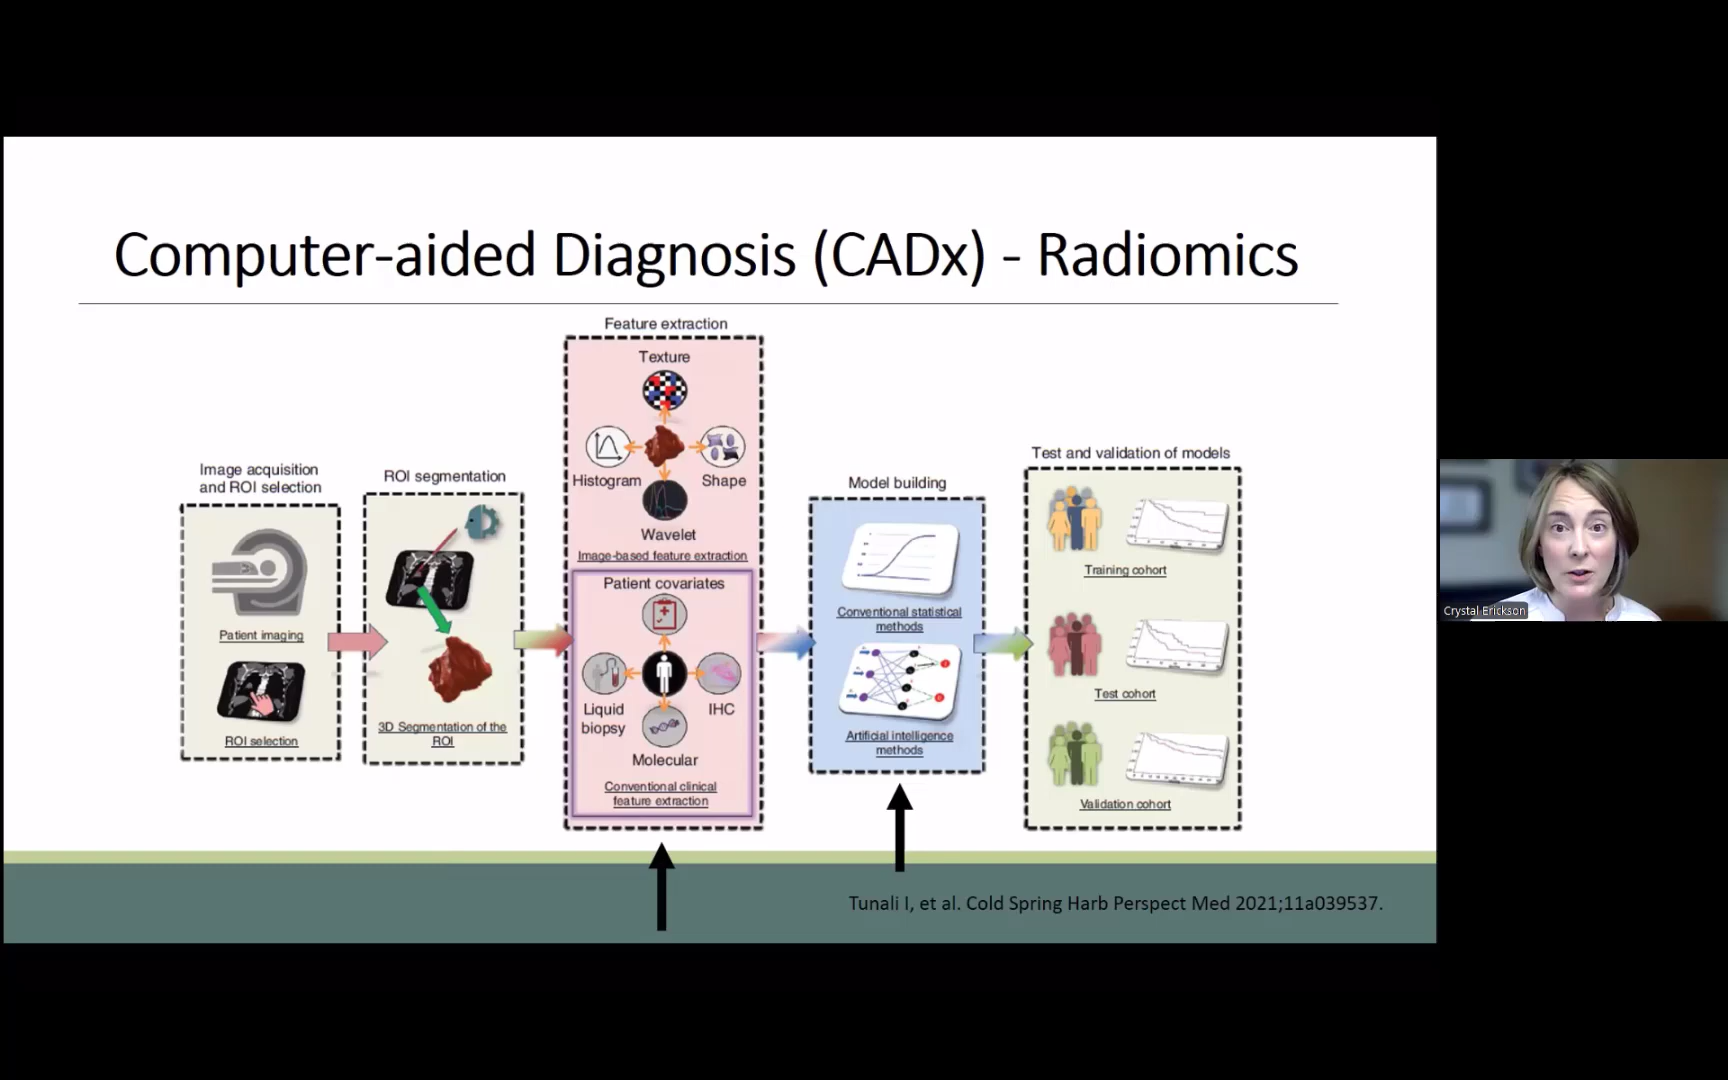 Computer-aided Diagnosis (CADx) - Radiomics
Image acquisition
and ROI selection
Patient imaging
ROI selection
ROI segmentation
3D Segmentation of the
ROI
Feature extraction
Texture
Histogram
Shape
Wavelet
Image-based feature extraction
Patient covariates
Liquid
biopsy
IHC
Molecular
Conventional clinical
feature extraction
Model building
Conventional statistical
methods
Artificial intelligence
methods
Test and validation of models
Training cohort
Test cohort
Validation cohort
Tunali I, et al. Cold Spring Harb Perspect Med 2021;11a039537.
Crystal Erickson